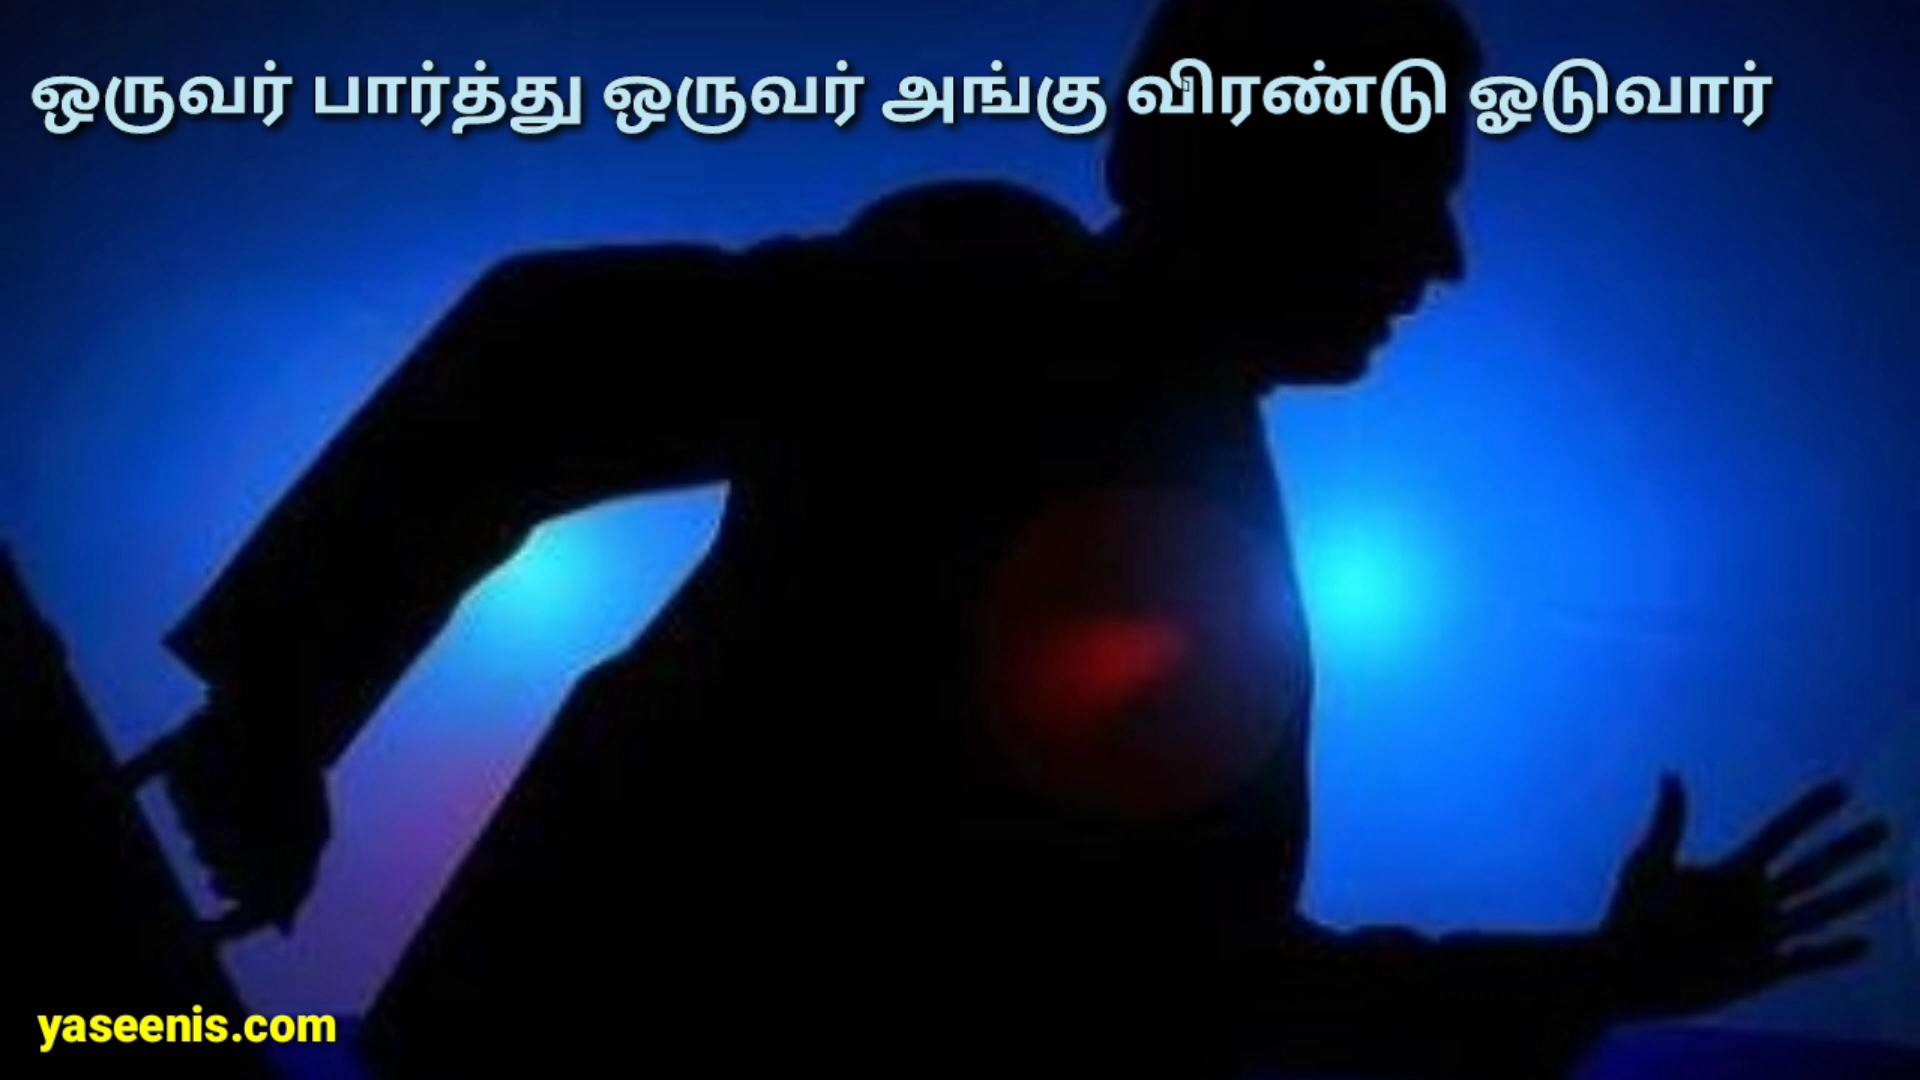 ஒருவர் பார்த்து ஒருவர் அங்கு விரண்டு ஓடுவார்
yaseenis.com